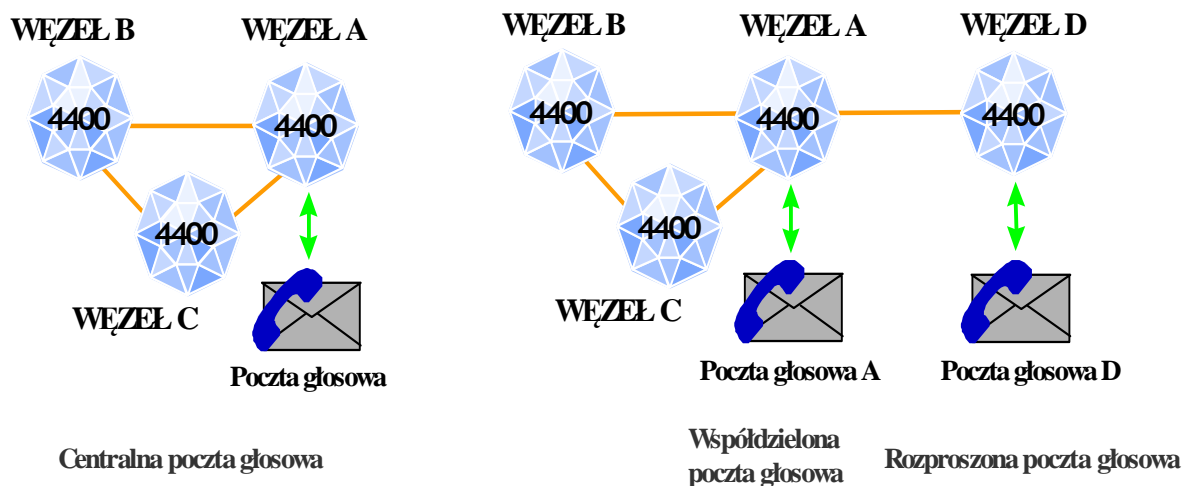 WĘZEŁ B
WĘZEŁ A
4400
4400
4400
WĘZEŁ C
Poczta głosowa
Centralna poczta głosowa
WĘZEŁ B
WĘZEŁ A
WĘZEŁ D
4400
4400
4400
4400
WĘZEŁ C
Poczta głosowa A
Poczta głosowa D
Współdzielona
poczta głosowa
Rozproszona poczta głosowa